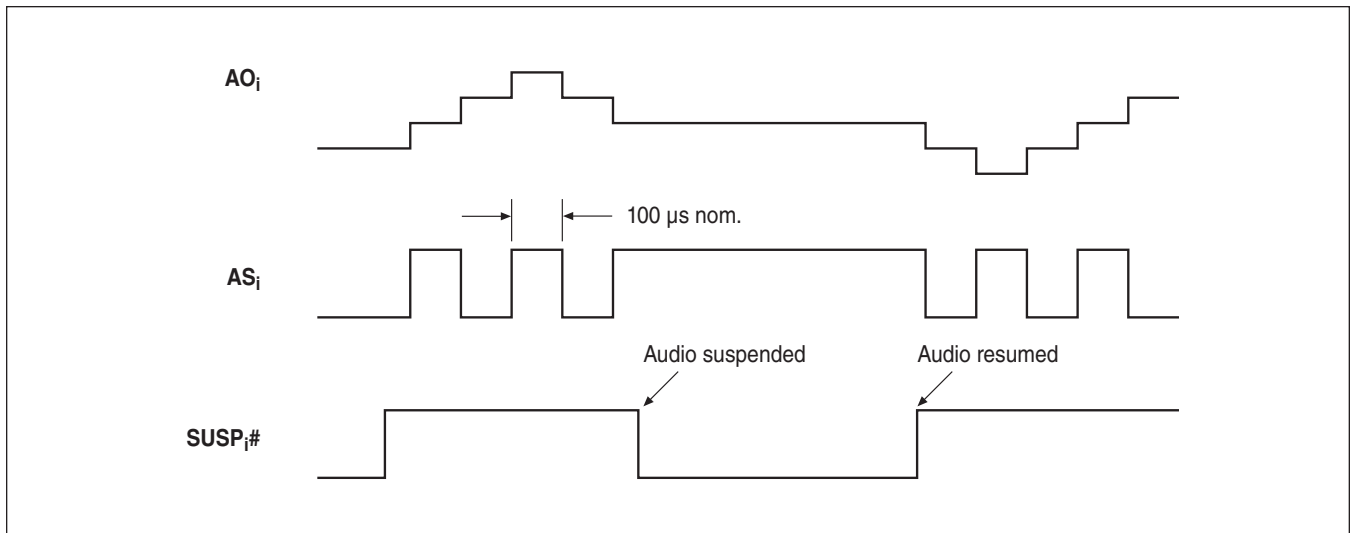 AOi
100 µs nom.
ASi
Audio suspended
Audio resumed
SUSPi#